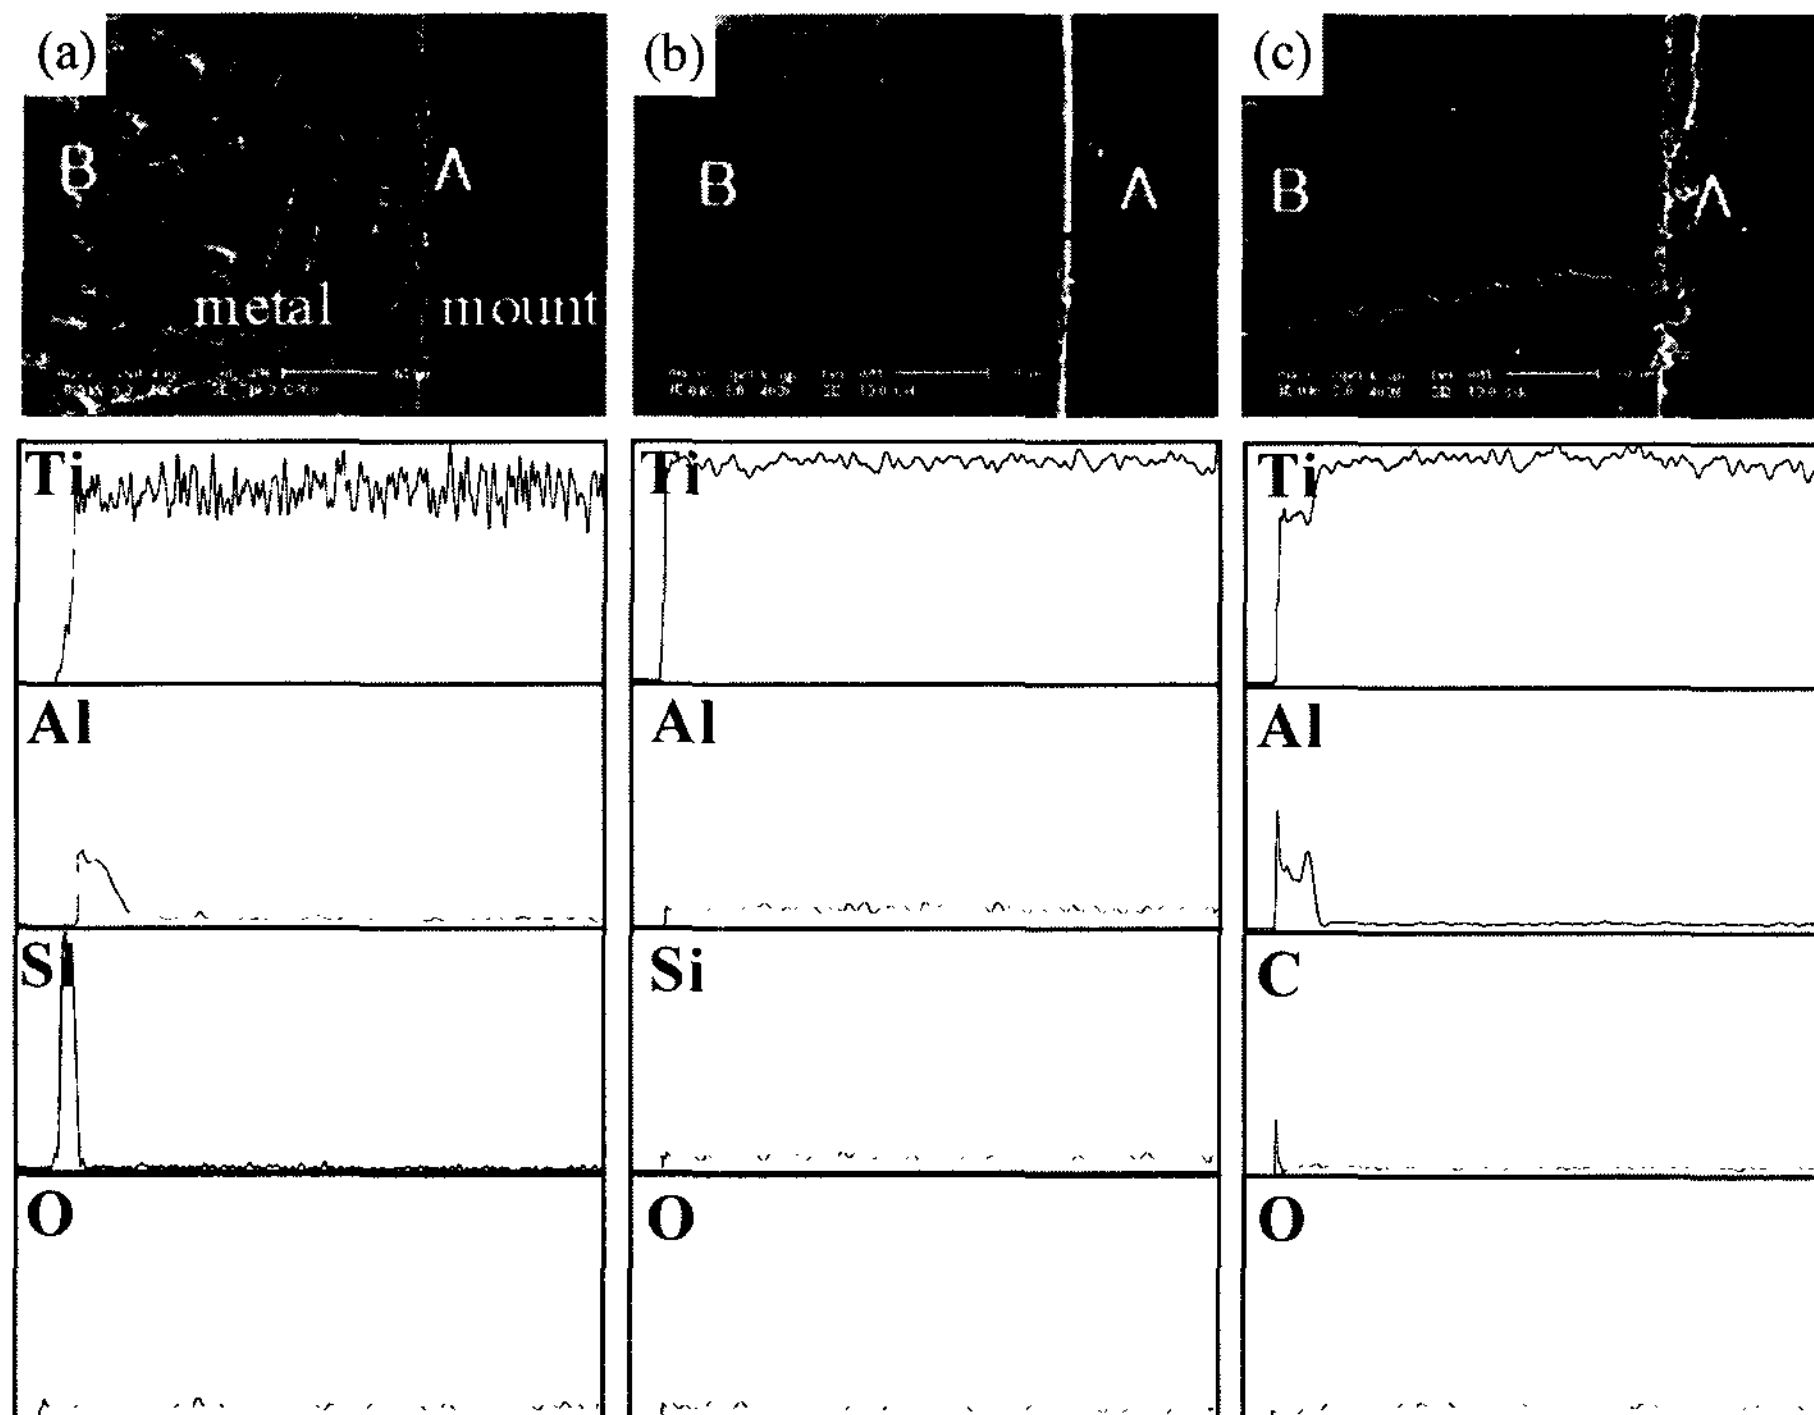 (a) (b) (c)
B A B A B A
metal mount
Ti Ti Ti
Al Al Al
Si Si C
O O O